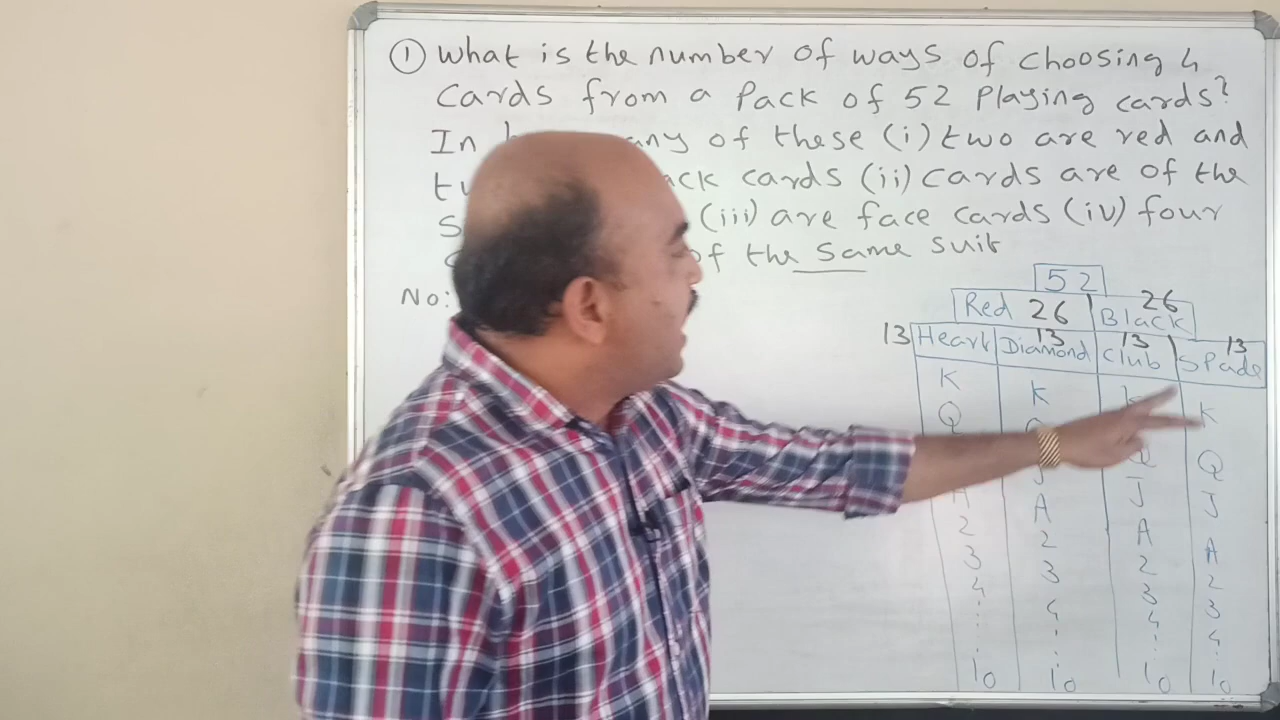 ① What is the number of ways of choosing 4
cards from a pack of 52 playing cards?
In any of these (i) two are red and
cards (ii) cards are of the
(iii) are face cards (iv) four
of the same suit
No:
52
Red 26 26 Black
13 Heart 13 Diamond 13 Club 13 Spade
K K K
Q Q Q
J J J
A A A A
2 2 2 2
3 3 3 3
4 4 4 4
10 10 10 10